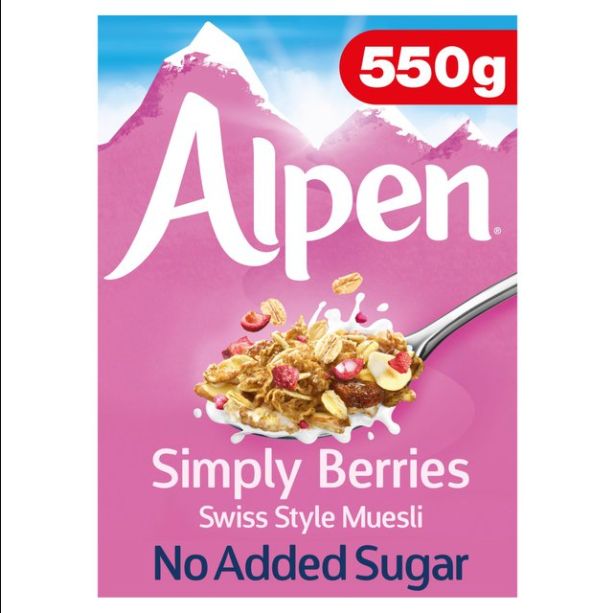 550g
Alpen®
Simply Berries
Swiss Style Muesli
No Added Sugar